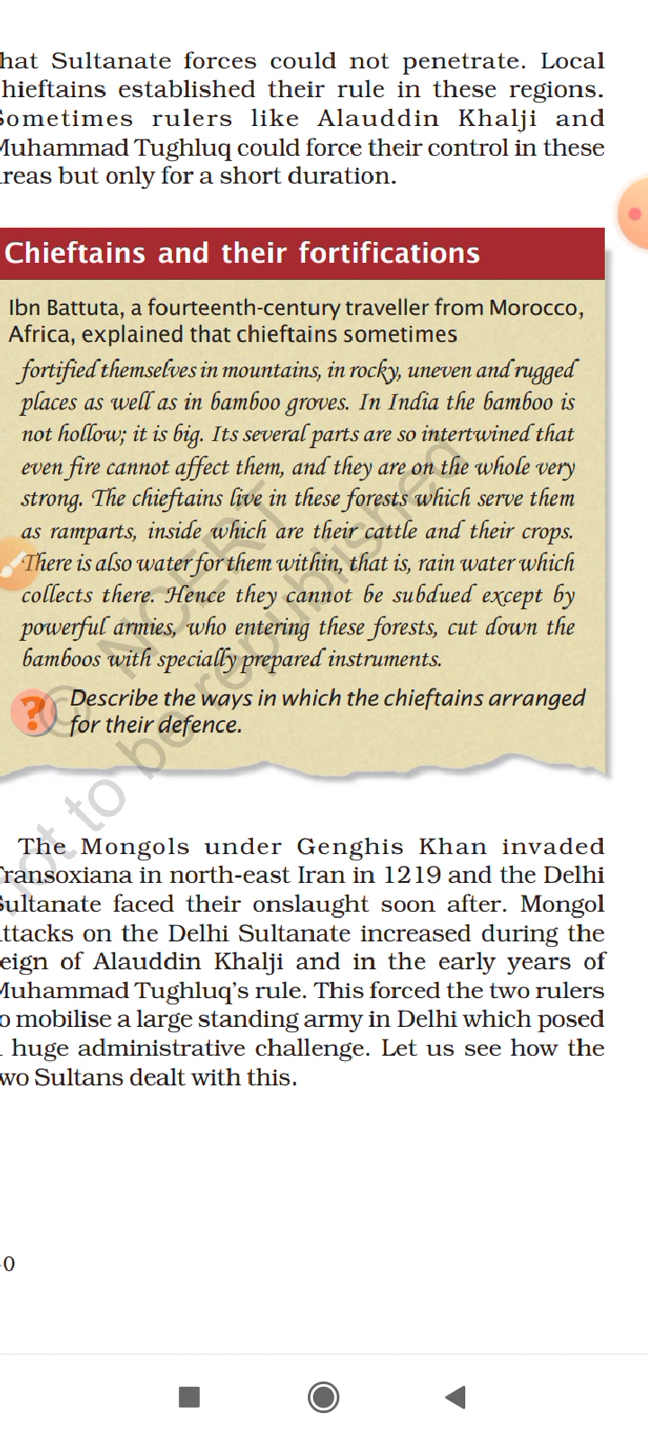 hat Sultanate forces could not penetrate. Local
hieftains established their rule in these regions.
Sometimes rulers like Alauddin Khalji and
Muhammad Tughluq could force their control in these
reas but only for a short duration.
Chieftains and their fortifications
Ibn Battuta, a fourteenth-century traveller from Morocco,
Africa, explained that chieftains sometimes
fortified themselves in mountains, in rocky, uneven and rugged
places as well as in bamboo groves. In India the bamboo is
not hollow; it is big. Its several parts are so intertwined that
even fire cannot affect them, and they are on the whole very
strong. The chieftains live in these forests which serve them
as ramparts, inside which are their cattle and their crops.
There is also water for them within, that is, rain water which
collects there. Hence they cannot be subdued except by
powerful armies, who entering these forests, cut down the
bamboos with specially prepared instruments.
? Describe the ways in which the chieftains arranged
for their defence.
© NCERT
not to be republished
The Mongols under Genghis Khan invaded
Transoxiana in north-east Iran in 1219 and the Delhi
Sultanate faced their onslaught soon after. Mongol
ttacks on the Delhi Sultanate increased during the
eign of Alauddin Khalji and in the early years of
Muhammad Tughluq's rule. This forced the two rulers
o mobilise a large standing army in Delhi which posed
huge administrative challenge. Let us see how the
wo Sultans dealt with this.
0